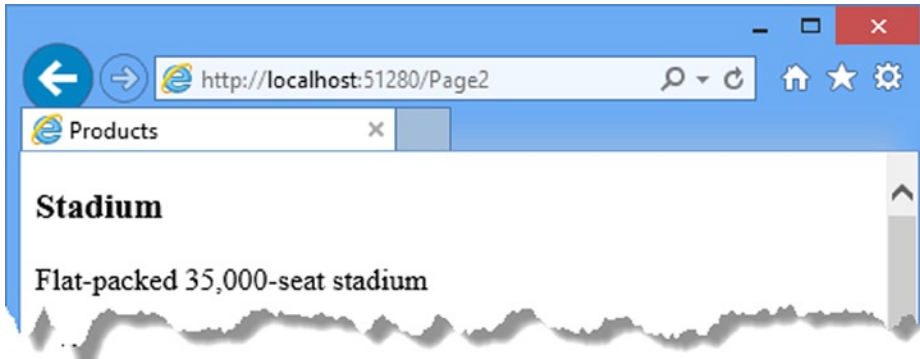 http://localhost:51280/Page2
Products
Stadium
Flat-packed 35,000-seat stadium